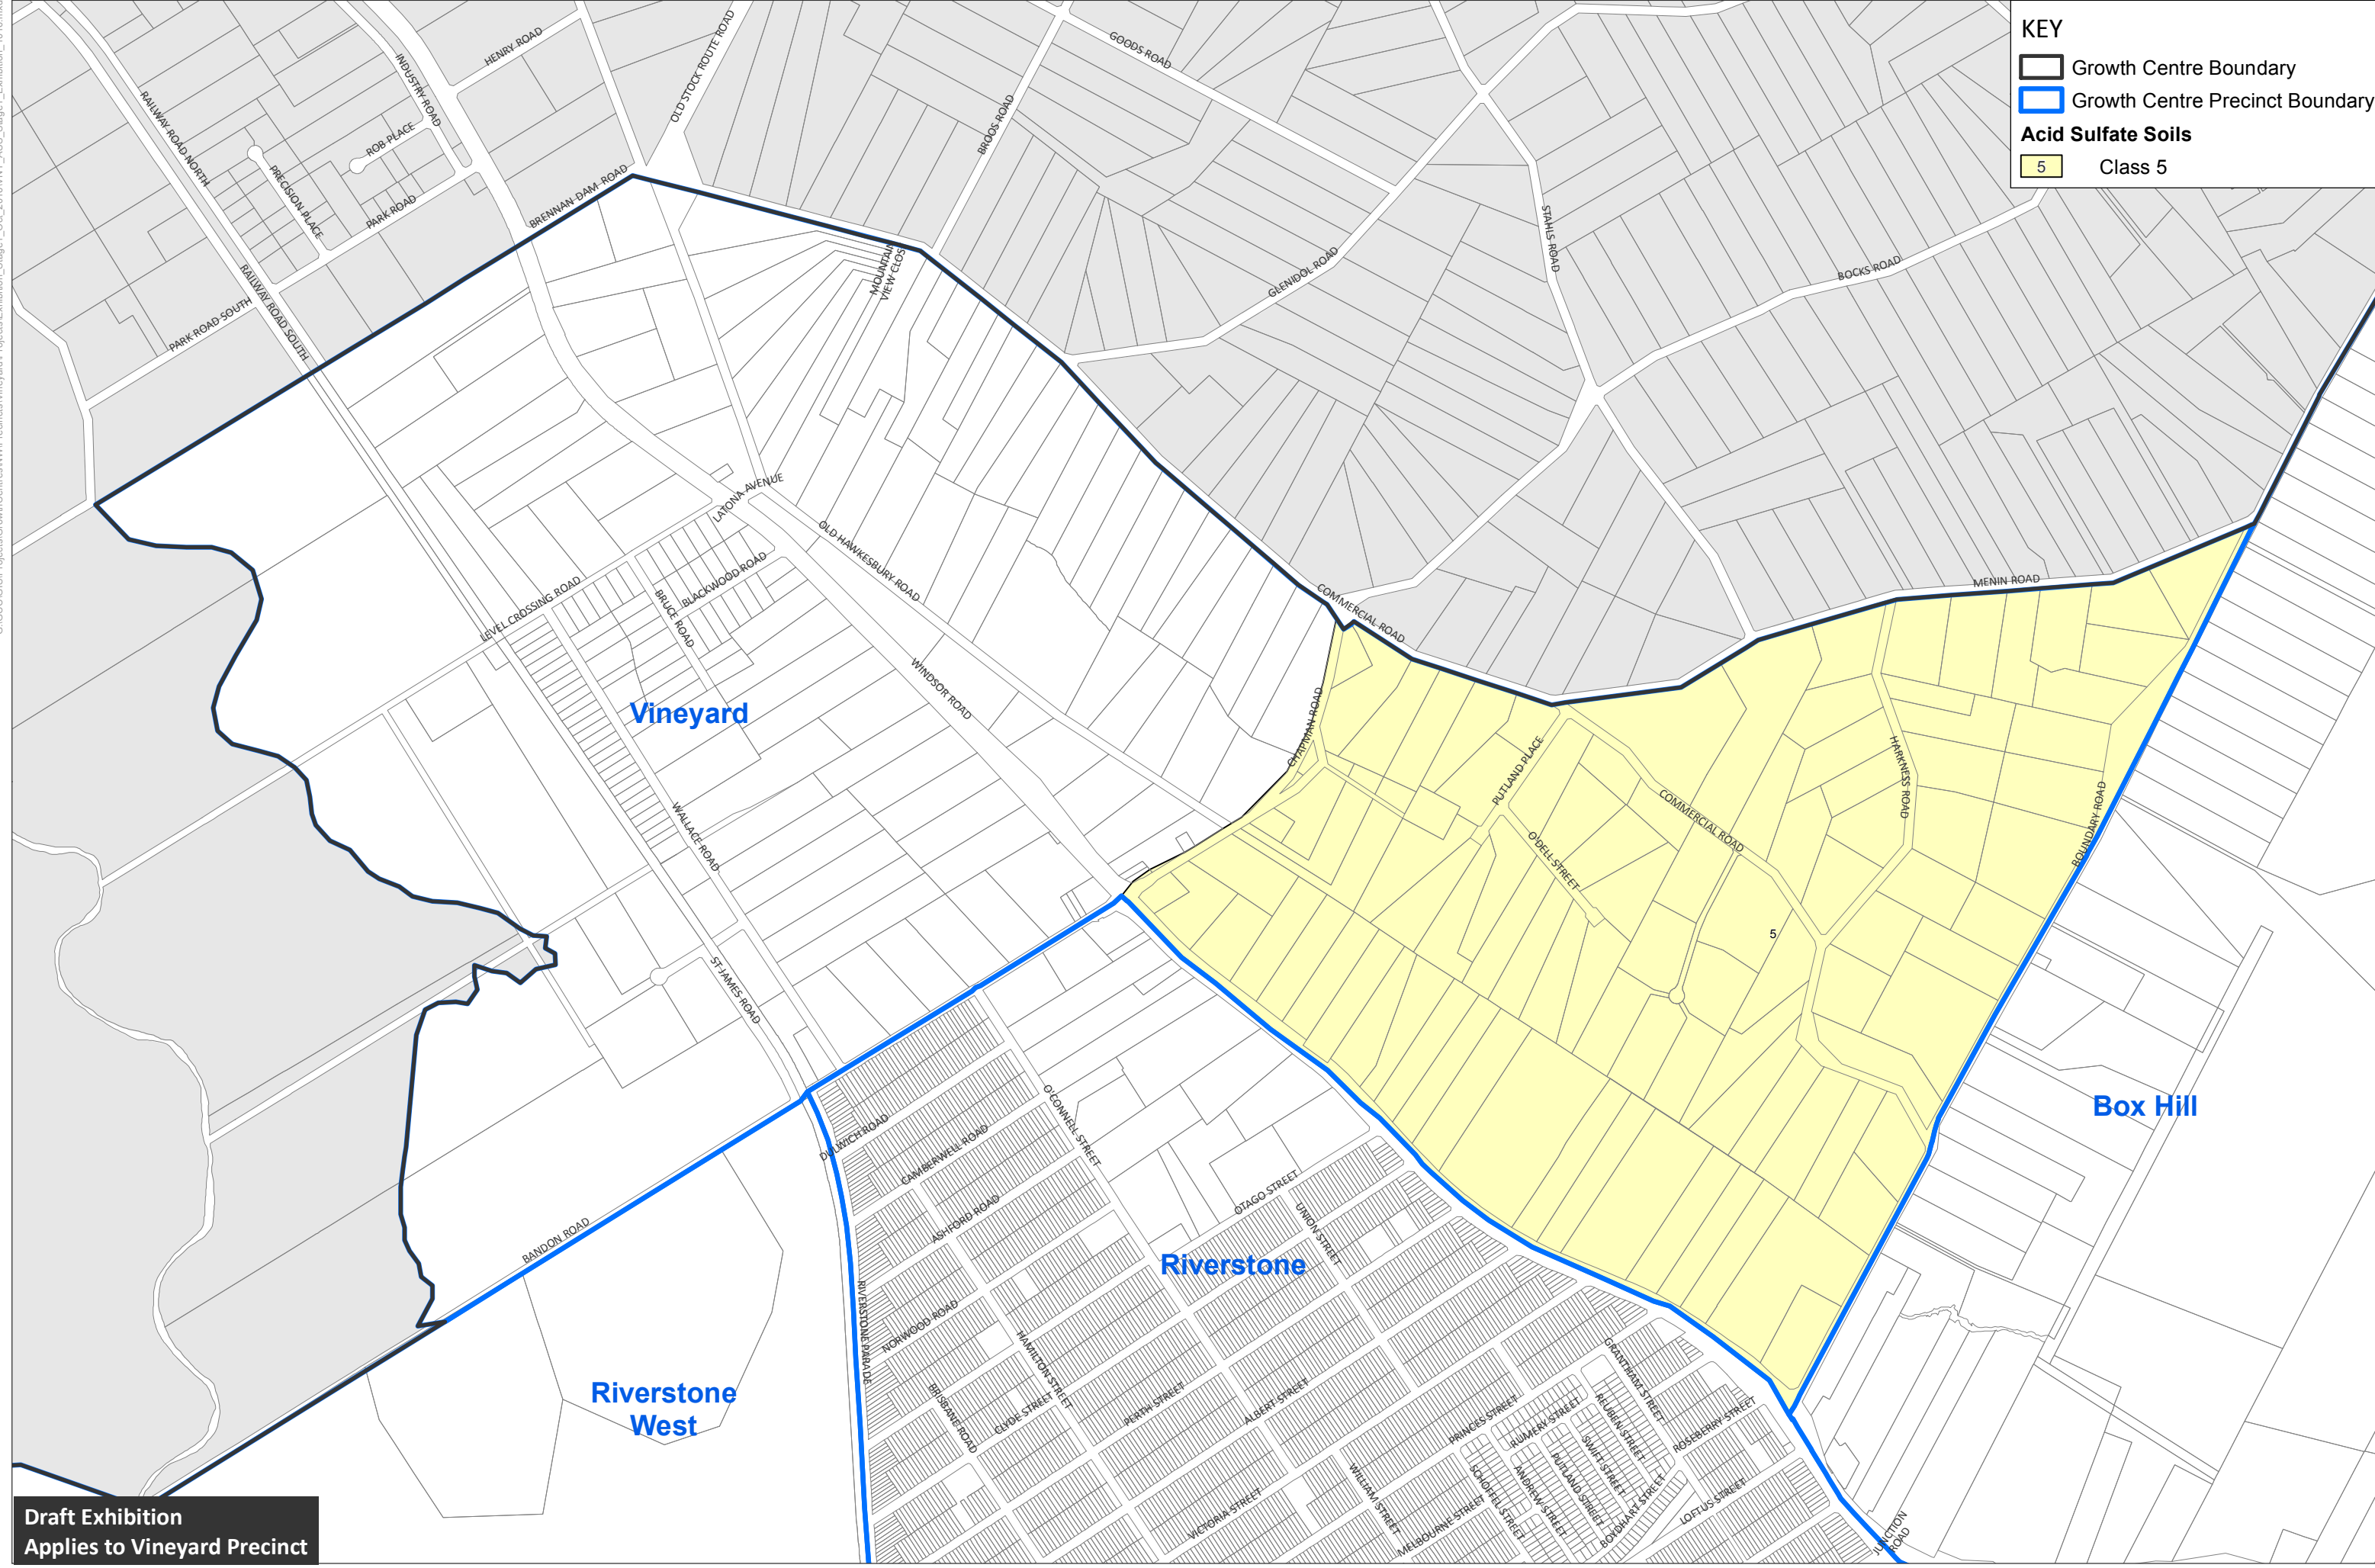 KEY
Growth Centre Boundary
Growth Centre Precinct Boundary
Acid Sulfate Soils
5 Class 5
HENRY ROAD
INDUSTRY ROAD
OLD STOCK ROUTE ROAD
GOODS ROAD
RAILWAY ROAD NORTH
ROB PLACE
BROOS ROAD
PRECISION PLACE
PARK ROAD
BRENNAN DAM ROAD
STAHLS ROAD
MOUNTAIN
VIEW CLOS
GLENIDOL ROAD
BOCKS ROAD
PARK ROAD SOUTH
RAILWAY ROAD SOUTH
LATONA AVENUE
OLD HAWKESBURY ROAD
LEVEL CROSSING ROAD
BLACKWOOD ROAD
BRUCE ROAD
COMMERCIAL ROAD
MENIN ROAD
WINDSOR ROAD
Vineyard
CHAPMAN ROAD
PUTLAND PLACE
HARKNESS ROAD
COMMERCIAL ROAD
BOUNDARY ROAD
WALLACE ROAD
O'DELL STREET
5
ST JAMES ROAD
Box Hill
DULWICH ROAD
CAMBERWELL ROAD
O'CONNELL STREET
ASHFORD ROAD
OTAGO STREET
UNION STREET
BANDON ROAD
Riverstone
RIVERSTONE PARADE
NORWOOD ROAD
HAMILTON STREET
Riverstone
West
BRISBANE ROAD
CLYDE STREET
PERTH STREET
ALBERT STREET
PRINCES STREET
RUMERY STREET
GRANTHAM STREET
REUBEN STREET
ROSEBERRY STREET
SWIFT STREET
PUTLAND STREET
ANDREW STREET
SCHOFFEL STREET
WILLIAM STREET
MELBOURNE STREET
VICTORIA STREET
BOYDHART STREET
LOFTUS STREET
JUNCTION
ROAD
Draft Exhibition
Applies to Vineyard Precinct